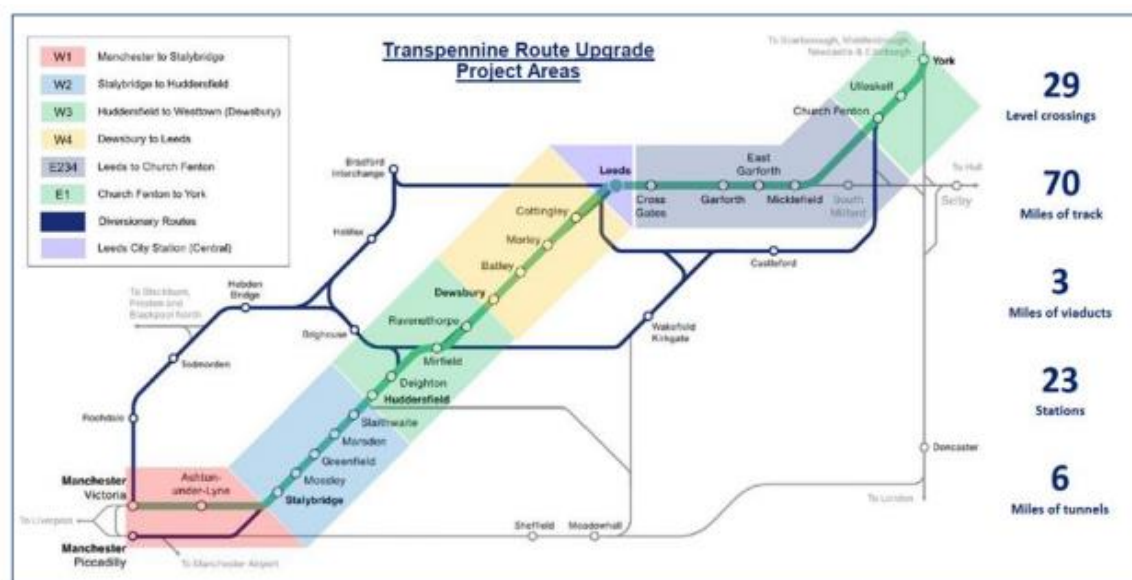 Transpennine Route Upgrade
Project Areas
W1 Manchester to Stalybridge
W2 Stalybridge to Huddersfield
W3 Huddersfield to Westtown (Dewsbury)
W4 Dewsbury to Leeds
E234 Leeds to Church Fenton
E1 Church Fenton to York
Diversionary Routes
Leeds City Station (Central)
To Scarborough, Middlesbrough,
Newcastle & Edinburgh
York
Ulleskelf
Church Fenton
Bradford
Interchange
Leeds
East
Garforth
To Hull
Cross
Gates
Garforth
Micklefield
South
Milford
Selby
Cottingley
Morley
Batley
Dewsbury
Ravensthorpe
Mirfield
Deighton
Huddersfield
Slaithwaite
Marsden
Greenfield
Mossley
Stalybridge
Halifax
Hebden
Bridge
To Blackburn,
Preston and
Blackpool North
Brighouse
Todmorden
Rochdale
Castleford
Wakefield
Kirkgate
Manchester
Victoria
Ashton-
under-Lyne
To Liverpool
Manchester
Piccadilly
To Manchester Airport
Sheffield
Meadowhall
Doncaster
To London
29
Level crossings
70
Miles of track
3
Miles of viaducts
23
Stations
6
Miles of tunnels